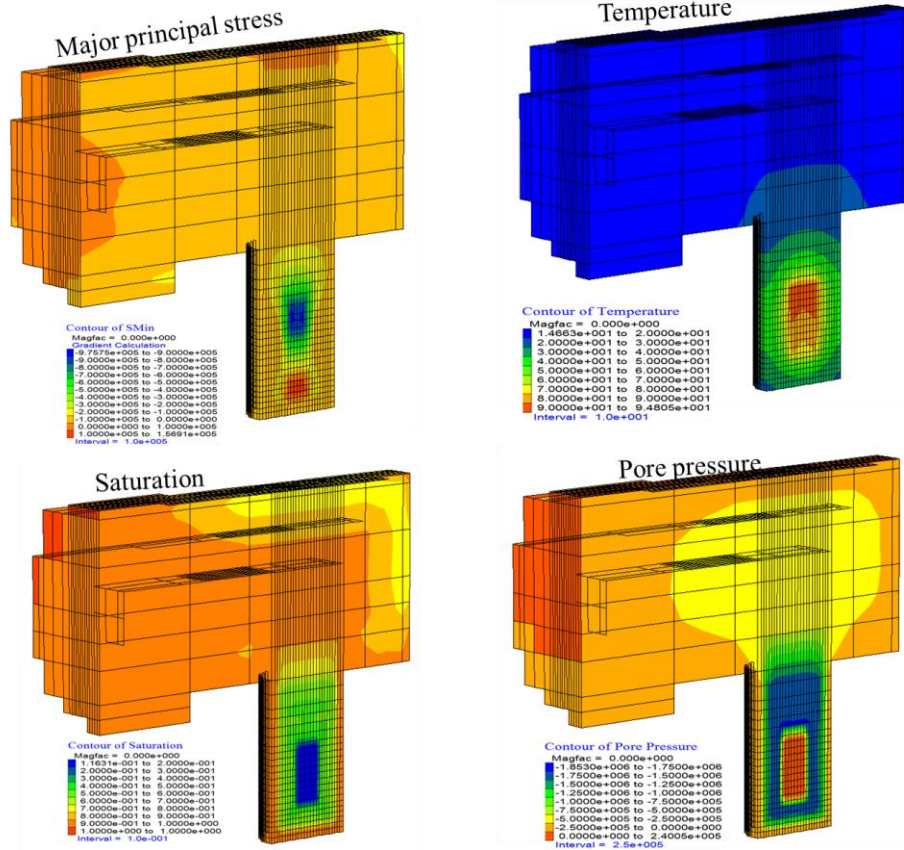 Major principal stress
Contour of SMin
Magfac = 0.000e+000
Gradient Calculation
-9.7575e+005 to -9.0000e+005
-9.0000e+005 to -8.0000e+005
-8.0000e+005 to -7.0000e+005
-7.0000e+005 to -6.0000e+005
-6.0000e+005 to -5.0000e+005
-5.0000e+005 to -4.0000e+005
-4.0000e+005 to -3.0000e+005
-3.0000e+005 to -2.0000e+005
-2.0000e+005 to -1.0000e+005
-1.0000e+005 to 0.0000e+000
0.0000e+000 to 1.0000e+005
1.0000e+005 to 1.5691e+005
Interval = 1.0e+005
Temperature
Contour of Temperature
Magfac = 0.000e+000
1.4663e+001 to 2.0000e+001
2.0000e+001 to 3.0000e+001
3.0000e+001 to 4.0000e+001
4.0000e+001 to 5.0000e+001
5.0000e+001 to 6.0000e+001
6.0000e+001 to 7.0000e+001
7.0000e+001 to 8.0000e+001
8.0000e+001 to 9.0000e+001
9.0000e+001 to 9.4805e+001
Interval = 1.0e+001
Saturation
Contour of Saturation
Magfac = 0.000e+000
1.1631e-001 to 2.0000e-001
2.0000e-001 to 3.0000e-001
3.0000e-001 to 4.0000e-001
4.0000e-001 to 5.0000e-001
5.0000e-001 to 6.0000e-001
6.0000e-001 to 7.0000e-001
7.0000e-001 to 8.0000e-001
8.0000e-001 to 9.0000e-001
9.0000e-001 to 1.0000e+000
1.0000e+000 to 1.0000e+000
Interval = 1.0e-001
Pore pressure
Contour of Pore Pressure
Magfac = 0.000e+000
-1.8530e+006 to -1.7500e+006
-1.7500e+006 to -1.5000e+006
-1.5000e+006 to -1.2500e+006
-1.2500e+006 to -1.0000e+006
-1.0000e+006 to -7.5000e+005
-7.5000e+005 to -5.0000e+005
-5.0000e+005 to -2.5000e+005
-2.5000e+005 to 0.0000e+000
0.0000e+000 to 2.4005e+005
Interval = 2.5e+005